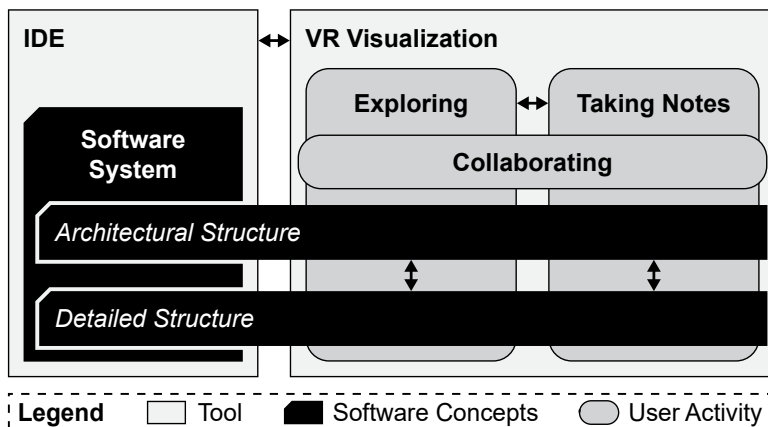 IDE
VR Visualization
Exploring
Taking Notes
Software
System
Collaborating
Architectural Structure
Detailed Structure
Legend Tool Software Concepts User Activity